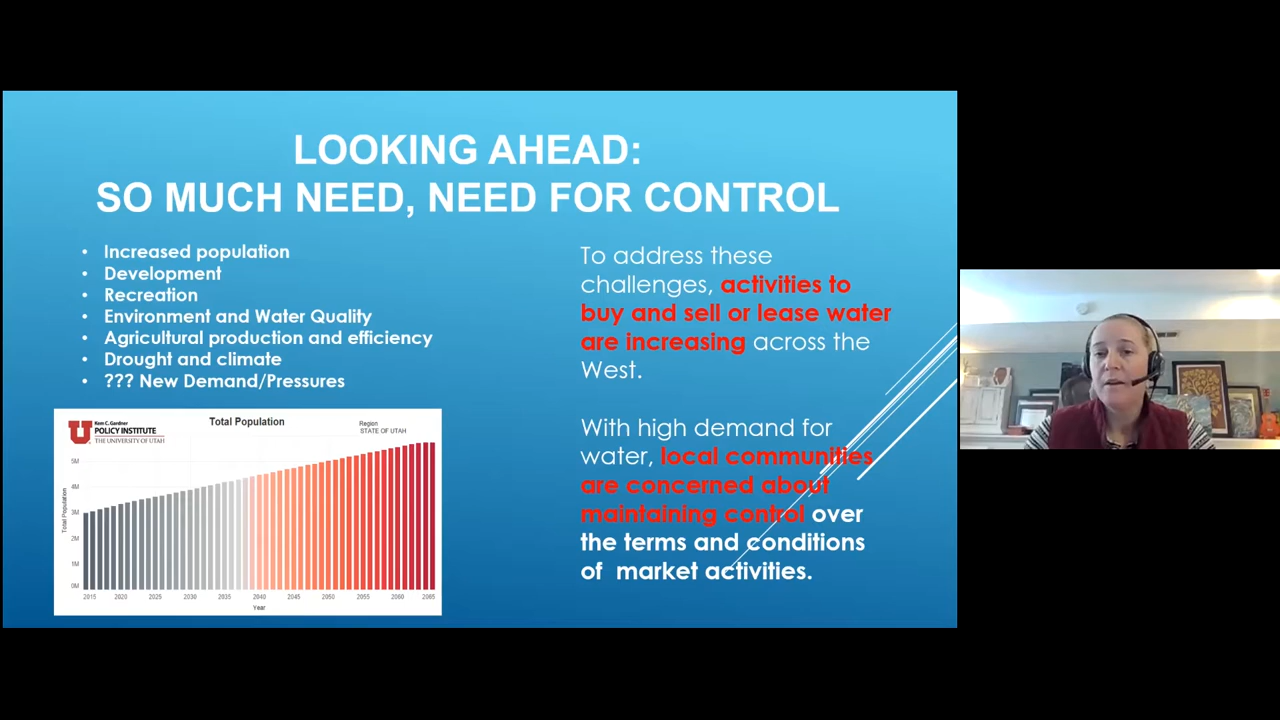 LOOKING AHEAD:
SO MUCH NEED, NEED FOR CONTROL
• Increased population
• Development
• Recreation
• Environment and Water Quality
• Agricultural production and efficiency
• Drought and climate
• ??? New Demand/Pressures
To address these
challenges, activities to
buy and sell or lease water
are increasing across the
West.
With high demand for
water, local communities
are concerned about
maintaining control over
the terms and conditions
of market activities.
Kem C. Gardner
POLICY INSTITUTE
THE UNIVERSITY OF UTAH
Total Population
Region
STATE OF UTAH
Total Population
5M
4M
3M
2M
1M
0M
2015 2020 2025 2030 2035 2040 2045 2050 2055 2060 2065
Year